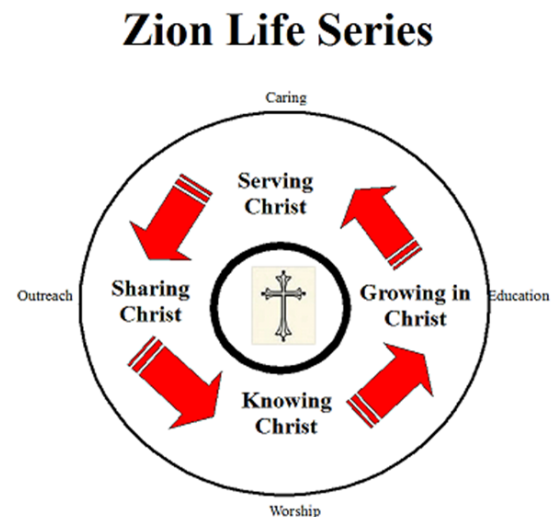 Zion Life Series
Caring
Serving
Christ
Outreach
Sharing
Christ
Growing in
Christ
Education
Knowing
Christ
Worship